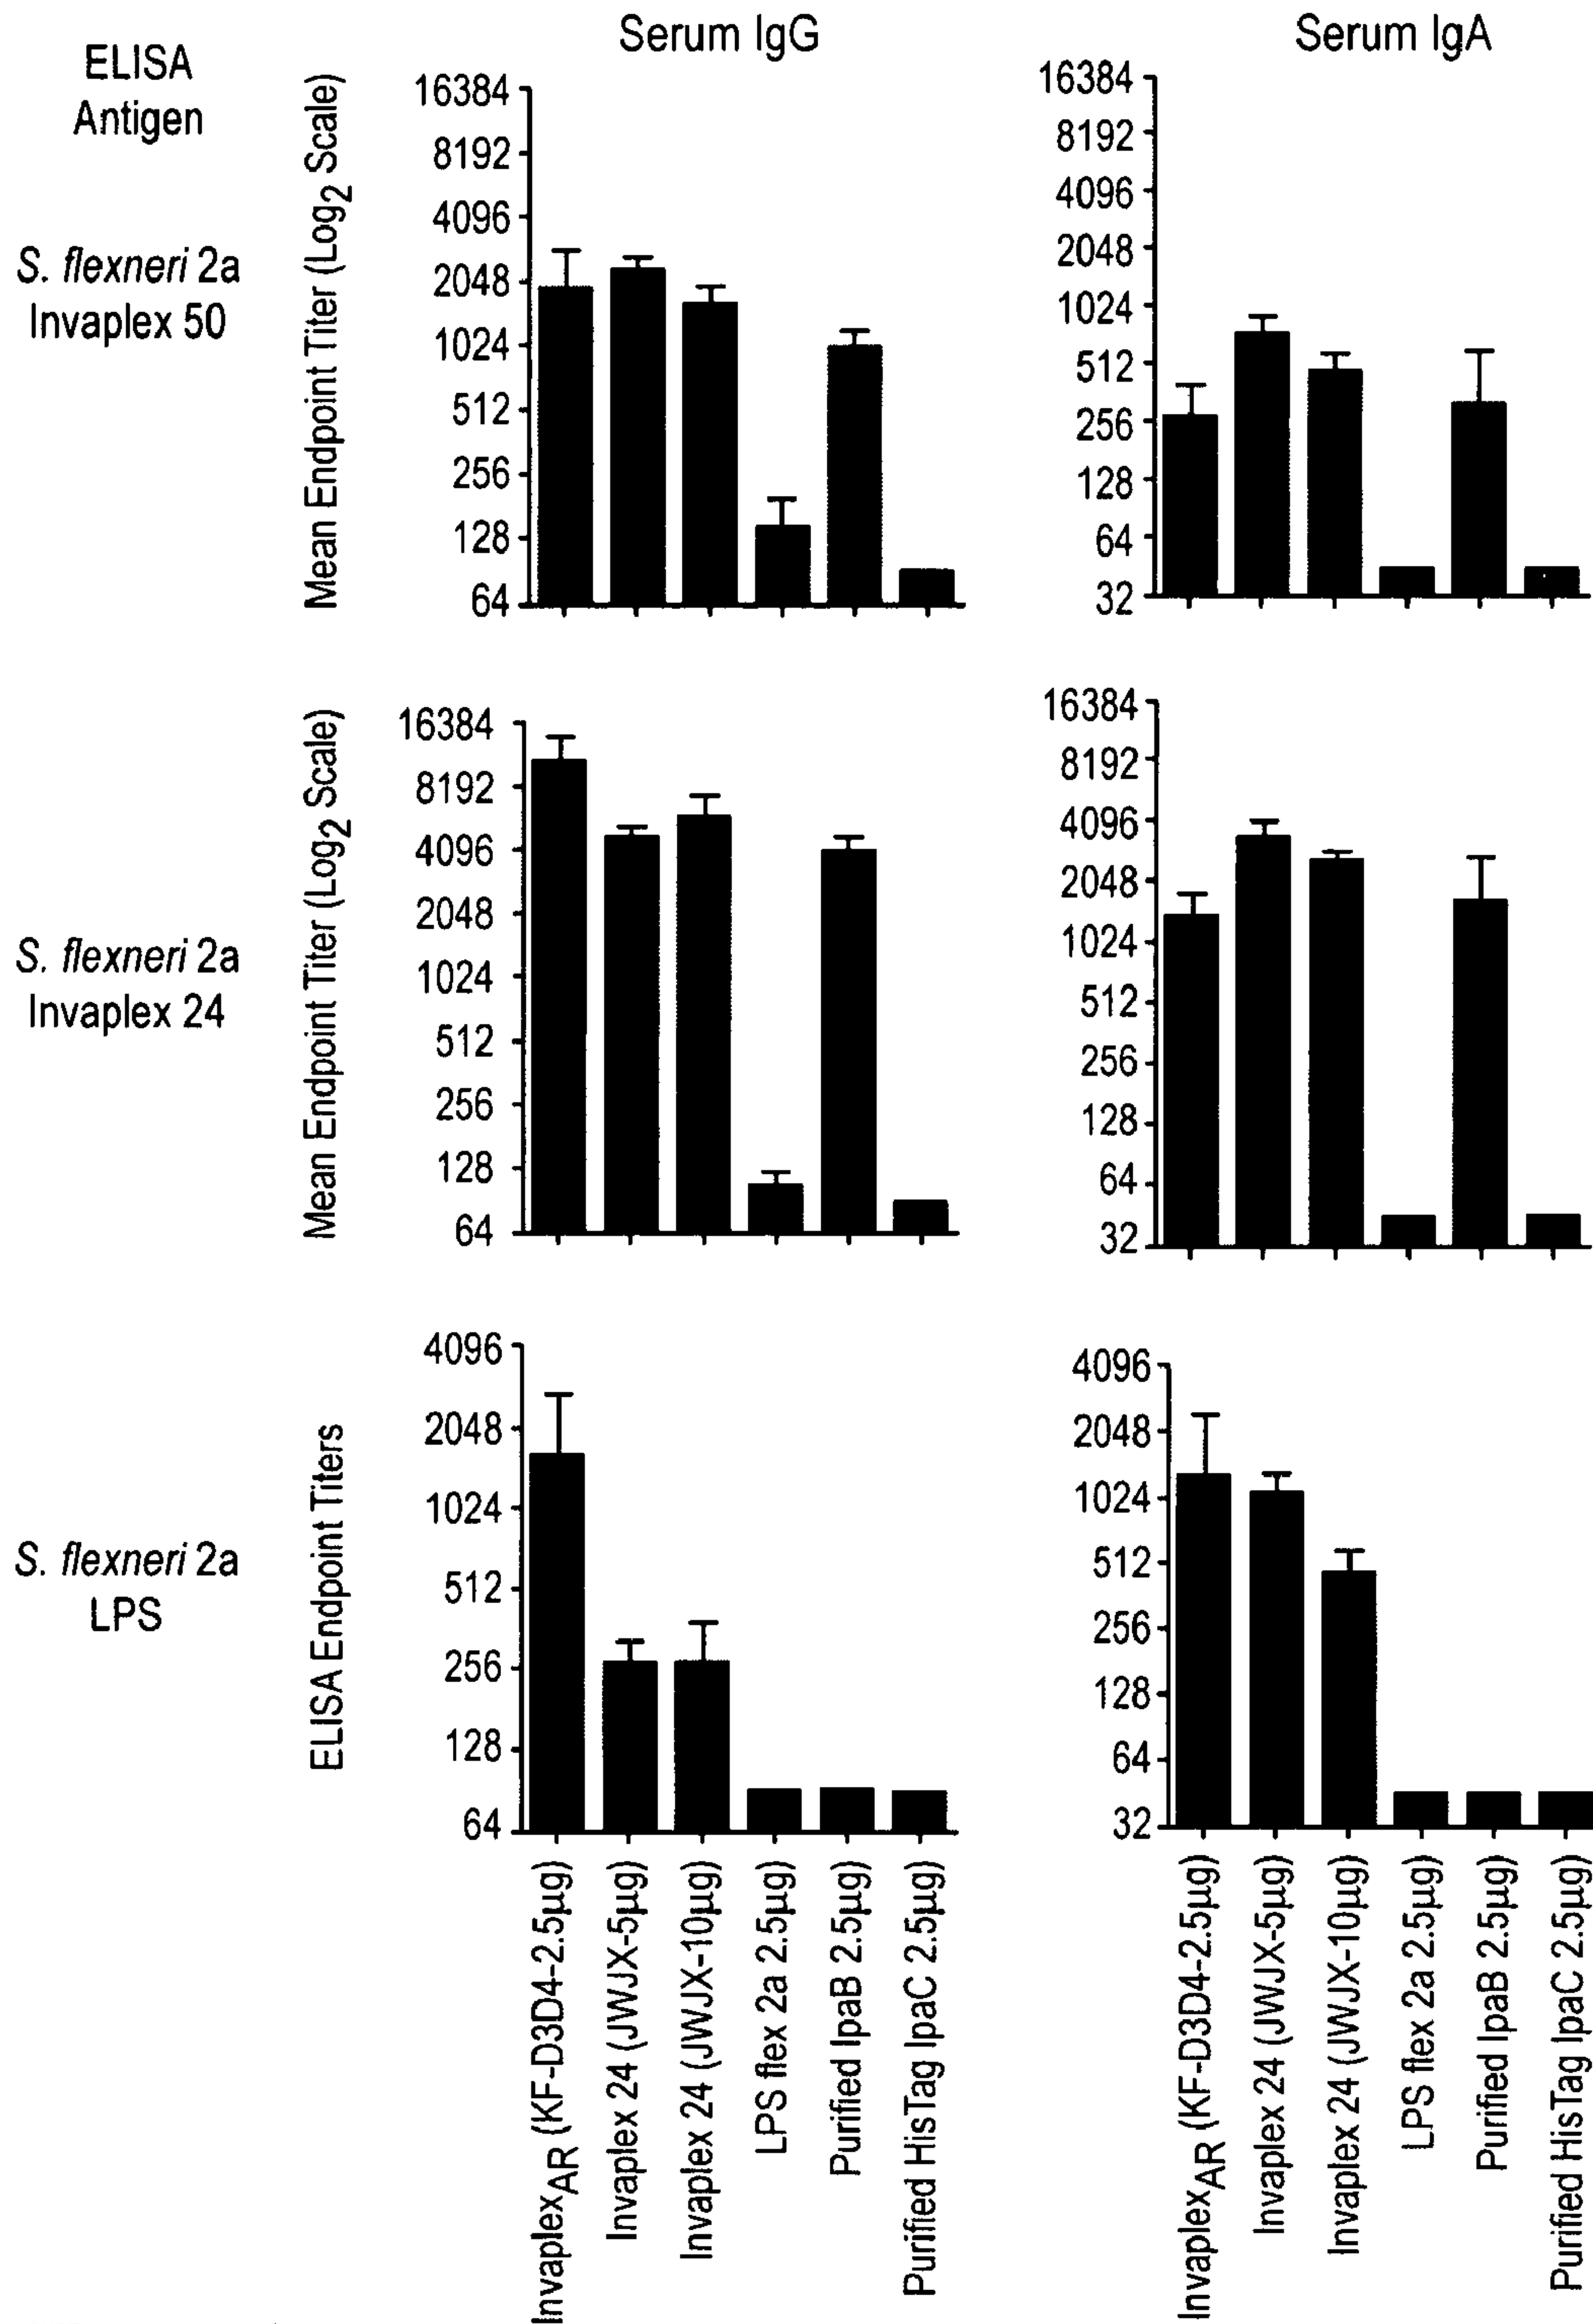 ELISA
Antigen
Serum IgG
Serum IgA
S. flexneri 2a
Invaplex 50
Mean Endpoint Titer (Log2 Scale)
16384
8192
4096
2048
1024
512
256
128
64
16384
8192
4096
2048
1024
512
256
128
64
32
S. flexneri 2a
Invaplex 24
Mean Endpoint Titer (Log2 Scale)
16384
8192
4096
2048
1024
512
256
128
64
16384
8192
4096
2048
1024
512
256
128
64
32
S. flexneri 2a
LPS
ELISA Endpoint Titers
4096
2048
1024
512
256
128
64
4096
2048
1024
512
256
128
64
32
InvaplexAR (KF-D3D4-2.5µg)
Invaplex 24 (JWJX-5µg)
Invaplex 24 (JWJX-10µg)
LPS flex 2a 2.5µg)
Purified IpaB 2.5µg)
Purified HisTag IpaC 2.5µg)
InvaplexAR (KF-D3D4-2.5µg)
Invaplex 24 (JWJX-5µg)
Invaplex 24 (JWJX-10µg)
LPS flex 2a 2.5µg)
Purified IpaB 2.5µg)
Purified HisTag IpaC 2.5µg)